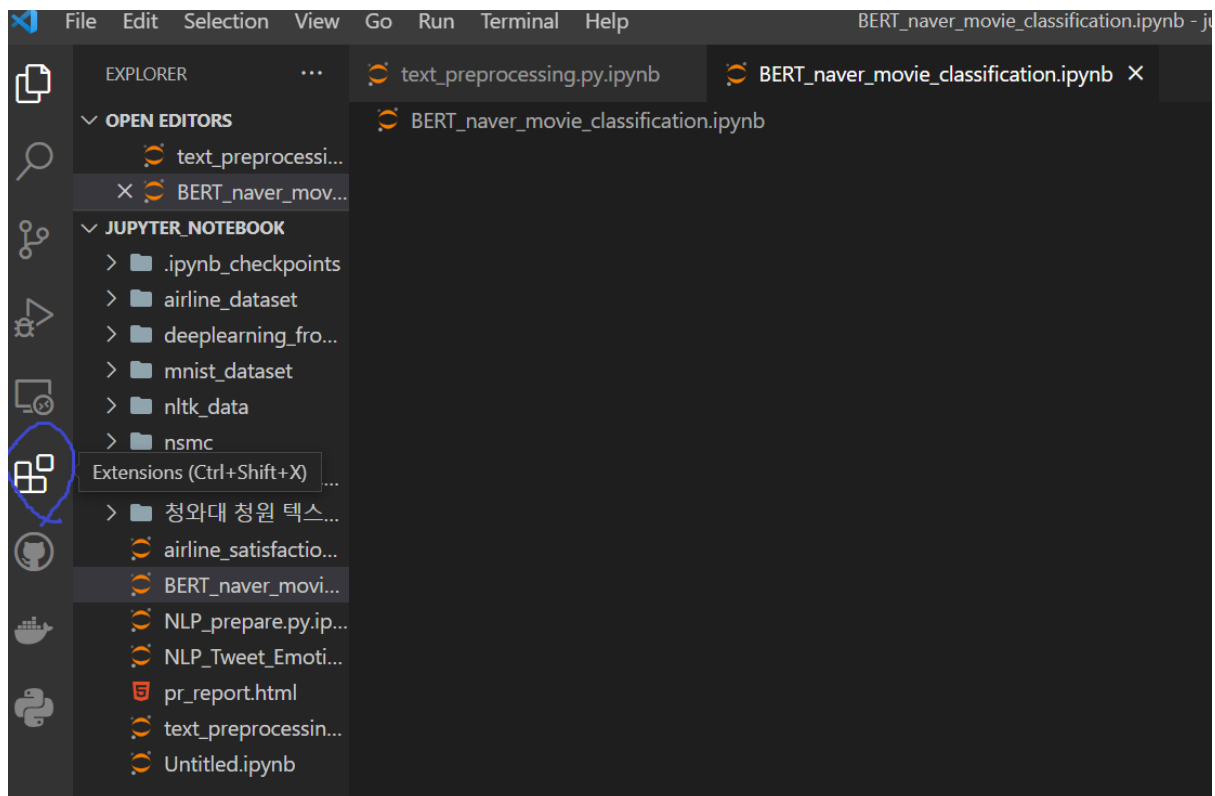 File Edit Selection View Go Run Terminal Help BERT_naver_movie_classification.ipynb - ju
EXPLORER ...
text_preprocessing.py.ipynb
BERT_naver_movie_classification.ipynb
OPEN EDITORS
BERT_naver_movie_classification.ipynb
text_preprocessi...
BERT_naver_mov...
JUPYTER_NOTEBOOK
.ipynb_checkpoints
airline_dataset
deeplearning_fro...
mnist_dataset
nltk_data
nsmc
Extensions (Ctrl+Shift+X)
...
청와대 청원 텍스...
airline_satisfactio...
BERT_naver_movi...
NLP_prepare.py.ip...
NLP_Tweet_Emoti...
pr_report.html
text_preprocessin...
Untitled.ipynb